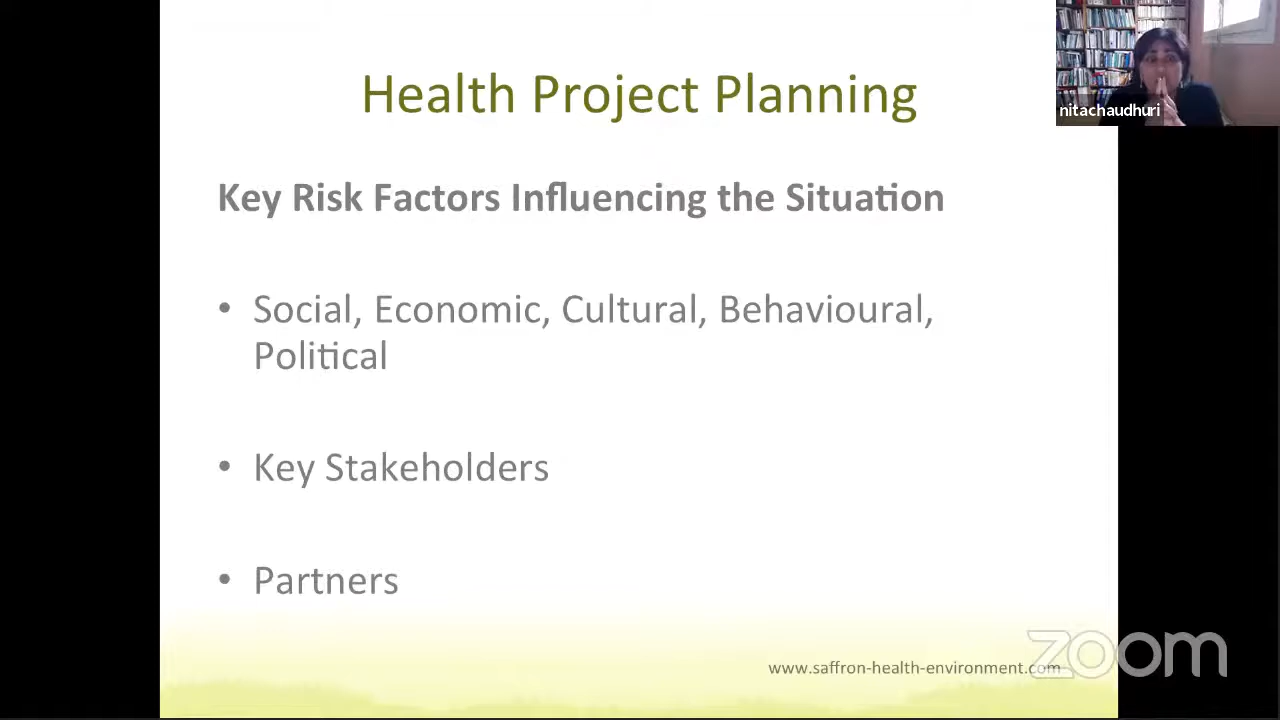 Health Project Planning
nitachaudhuri
Key Risk Factors Influencing the Situation
• Social, Economic, Cultural, Behavioural,
Political
• Key Stakeholders
• Partners
www.saffron-health-environment.com
zoom